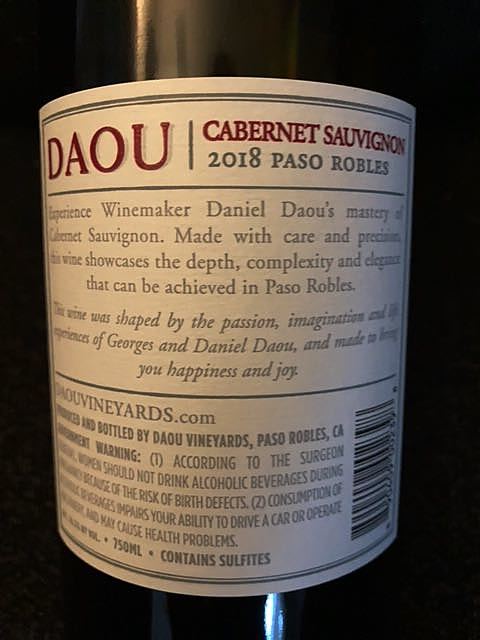 DAOU | CABERNET SAUVIGNON
2018 PASO ROBLES
Experience Winemaker Daniel Daou's mastery of
Cabernet Sauvignon. Made with care and precision,
this wine showcases the depth, complexity and elegance
that can be achieved in Paso Robles.
This wine was shaped by the passion, imagination and life
experiences of Georges and Daniel Daou, and made to bring
you happiness and joy.
DAOUVINEYARDS.com
PRODUCED AND BOTTLED BY DAOU VINEYARDS, PASO ROBLES, CA
GOVERNMENT WARNING: (1) ACCORDING TO THE SURGEON
GENERAL, WOMEN SHOULD NOT DRINK ALCOHOLIC BEVERAGES DURING
PREGNANCY BECAUSE OF THE RISK OF BIRTH DEFECTS. (2) CONSUMPTION OF
ALCOHOLIC BEVERAGES IMPAIRS YOUR ABILITY TO DRIVE A CAR OR OPERATE
MACHINERY, AND MAY CAUSE HEALTH PROBLEMS.
BY VOL. • 750ML • CONTAINS SULFITES